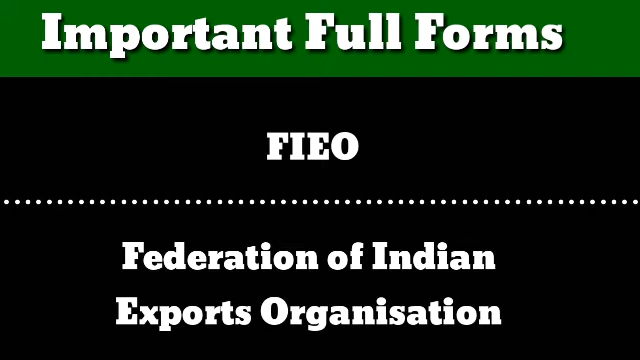 Important Full Forms
FIEO
Federation of Indian
Exports Organisation